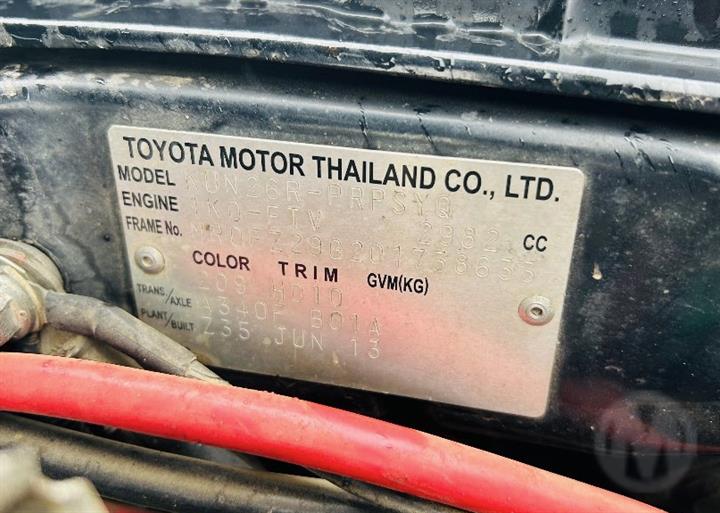 TOYOTA MOTOR THAILAND CO., LTD.
MODEL KUN26R-PRPSYQ
ENGINE 1KD-FTV 2982 CC
FRAME No.
COLOR TRIM GVM(KG)
209 HD10
TRANS/AXLE A340F B01A
PLANT/BUILT Z35 JUN 13
M